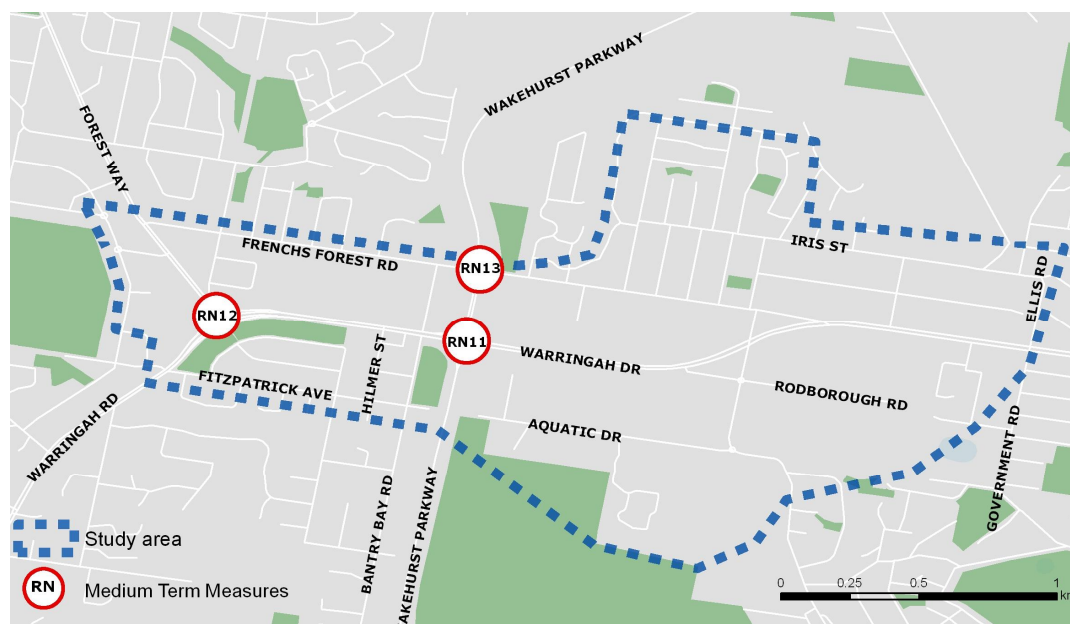 WAKEHURST PARKWAY
FOREST WAY
FRENCHS FOREST RD
IRIS ST
ELLIS RD
RN13
RN12
RN11
WARRINGAH DR
HILMER ST
FITZPATRICK AVE
RODBOROUGH RD
WARRINGAH RD
AQUATIC DR
GOVERNMENT RD
BANTRY BAY RD
WAKEHURST PARKWAY
Study area
RN Medium Term Measures
0 0.25 0.5 1